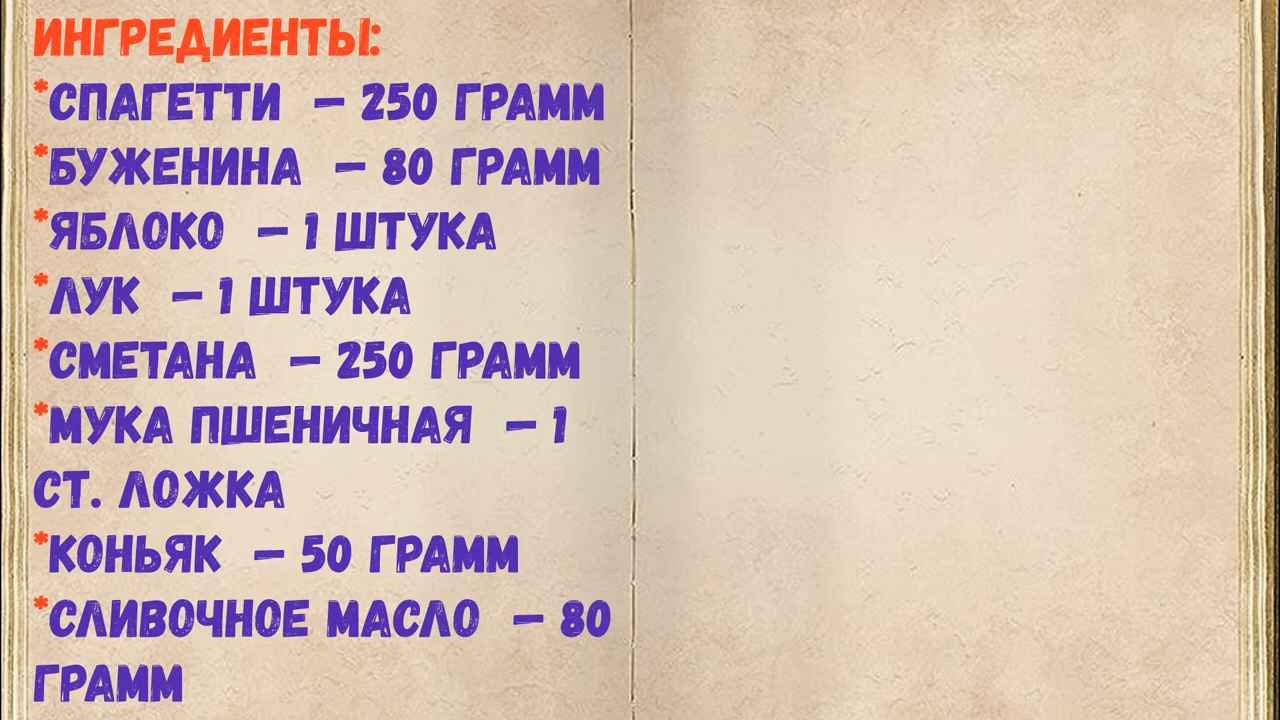 ИНГРЕДИЕНТЫ:
*СПАГЕТТИ – 250 ГРАММ
*БУЖЕНИНА – 80 ГРАММ
*ЯБЛОКО – 1 ШТУКА
*ЛУК – 1 ШТУКА
*СМЕТАНА – 250 ГРАММ
*МУКА ПШЕНИЧНАЯ – 1
СТ. ЛОЖКА
*КОНЬЯК – 50 ГРАММ
*СЛИВОЧНОЕ МАСЛО – 80
ГРАММ